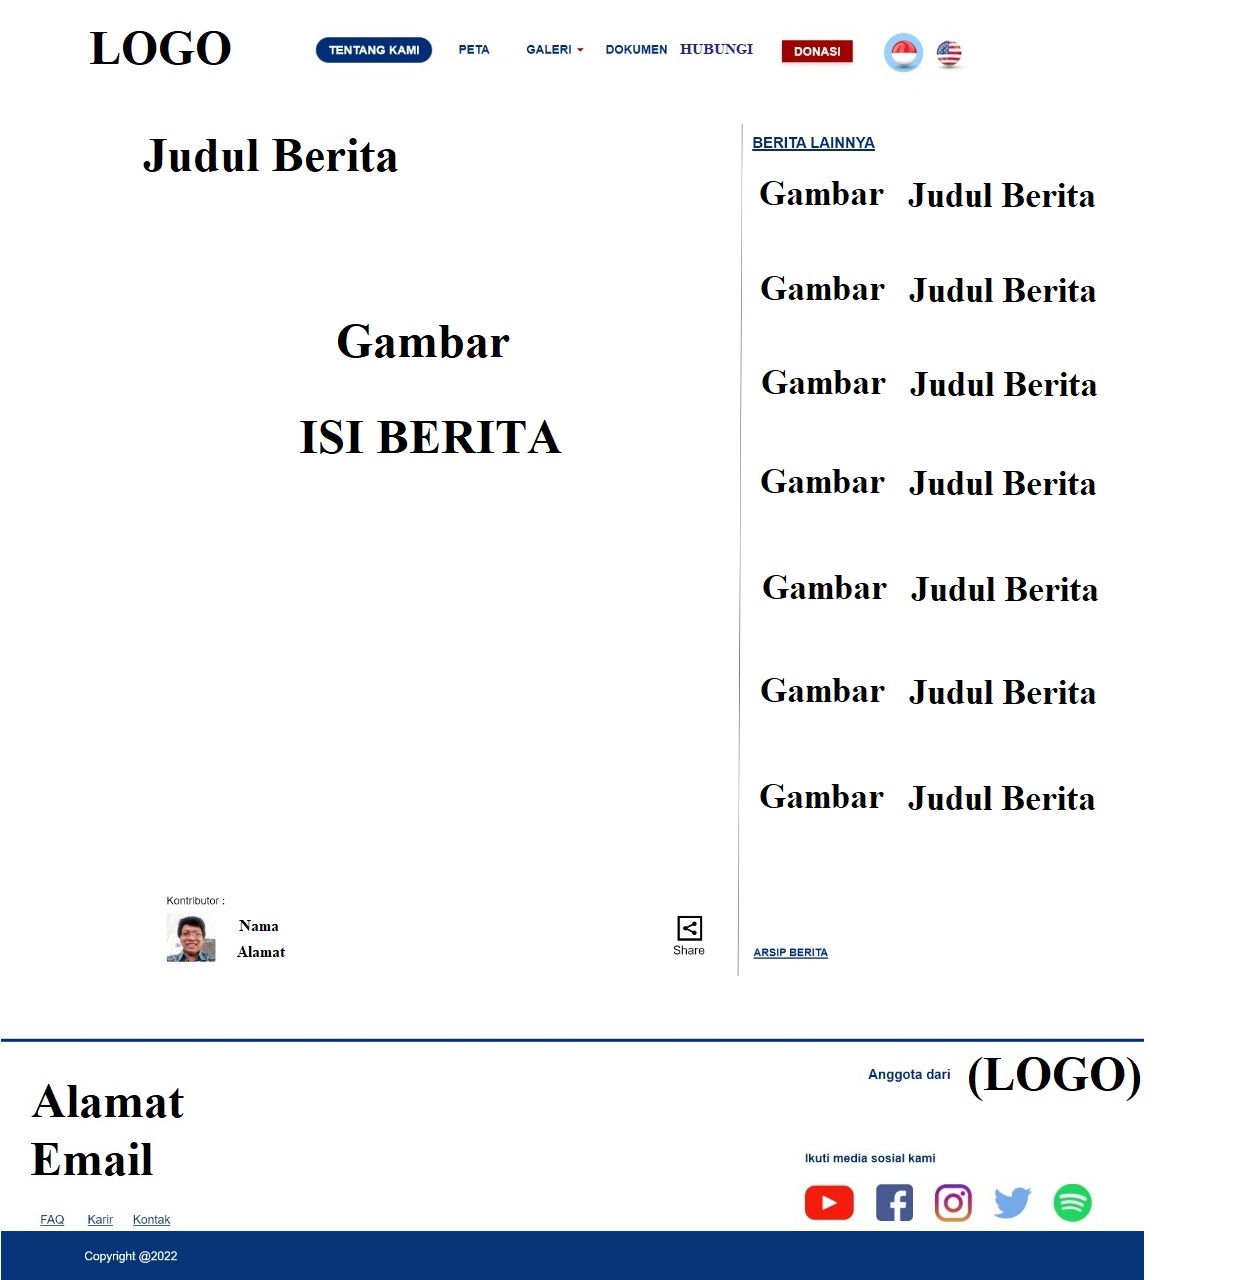 LOGO
TENTANG KAMI PETA GALERI DOKUMEN HUBUNGI DONASI
Judul Berita
Gambar
ISI BERITA
Kontributor :
Nama
Alamat
Share
BERITA LAINNYA
Gambar Judul Berita
Gambar Judul Berita
Gambar Judul Berita
Gambar Judul Berita
Gambar Judul Berita
Gambar Judul Berita
Gambar Judul Berita
ARSIP BERITA
Anggota dari (LOGO)
Alamat
Email
Ikuti media sosial kami
FAQ Karir Kontak
Copyright @2022